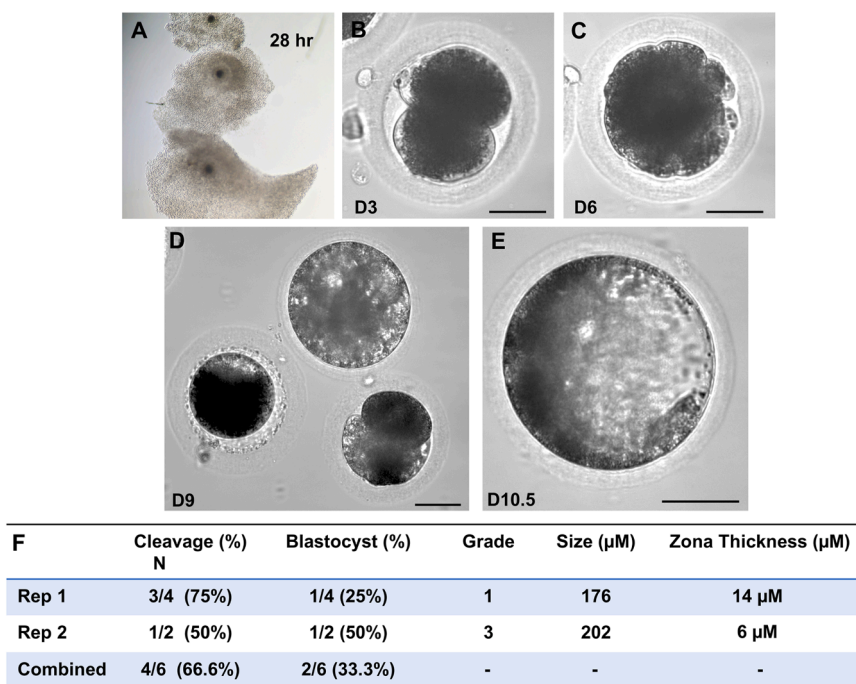 A
28 hr
B
D3
C
D6
D
D9
E
D10.5
F Cleavage (%) Blastocyst (%) Grade Size (µM) Zona Thickness (µM)
N
Rep 1 3/4 (75%) 1/4 (25%) 1 176 14 µM
Rep 2 1/2 (50%) 1/2 (50%) 3 202 6 µM
Combined 4/6 (66.6%) 2/6 (33.3%) - - -